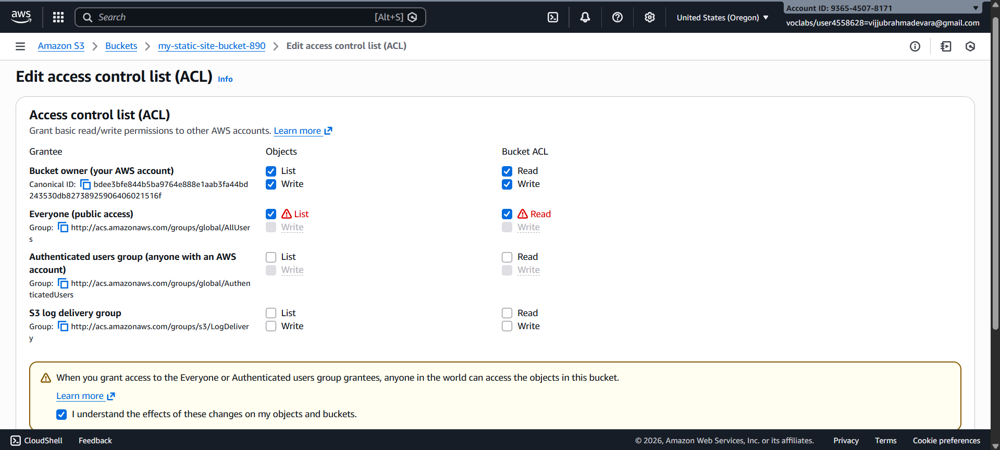 aws
Search
[Alt+S]
United States (Oregon)
Account ID: 9365-4507-8171
voclabs/user4558628=vijjubrahmadevara@gmail.com
Amazon S3
Buckets
my-static-site-bucket-890
Edit access control list (ACL)
Edit access control list (ACL) Info
Access control list (ACL)
Grant basic read/write permissions to other AWS accounts. Learn more
Grantee
Objects
Bucket ACL
Bucket owner (your AWS account)
Canonical ID: bdee3bfe844b5ba9764e888e1aab3fa44bd
243530db82738925906406021516f
List
Write
Read
Write
Everyone (public access)
Group: http://acs.amazonaws.com/groups/global/AllUser
s
List
Write
Read
Write
Authenticated users group (anyone with an AWS
account)
Group: http://acs.amazonaws.com/groups/global/Authen
ticatedUsers
List
Write
Read
Write
S3 log delivery group
Group: http://acs.amazonaws.com/groups/s3/LogDeliver
y
List
Write
Read
Write
When you grant access to the Everyone or Authenticated users group grantees, anyone in the world can access the objects in this bucket.
Learn more
I understand the effects of these changes on my objects and buckets.
CloudShell
Feedback
© 2026, Amazon Web Services, Inc. or its affiliates.
Privacy
Terms
Cookie preferences